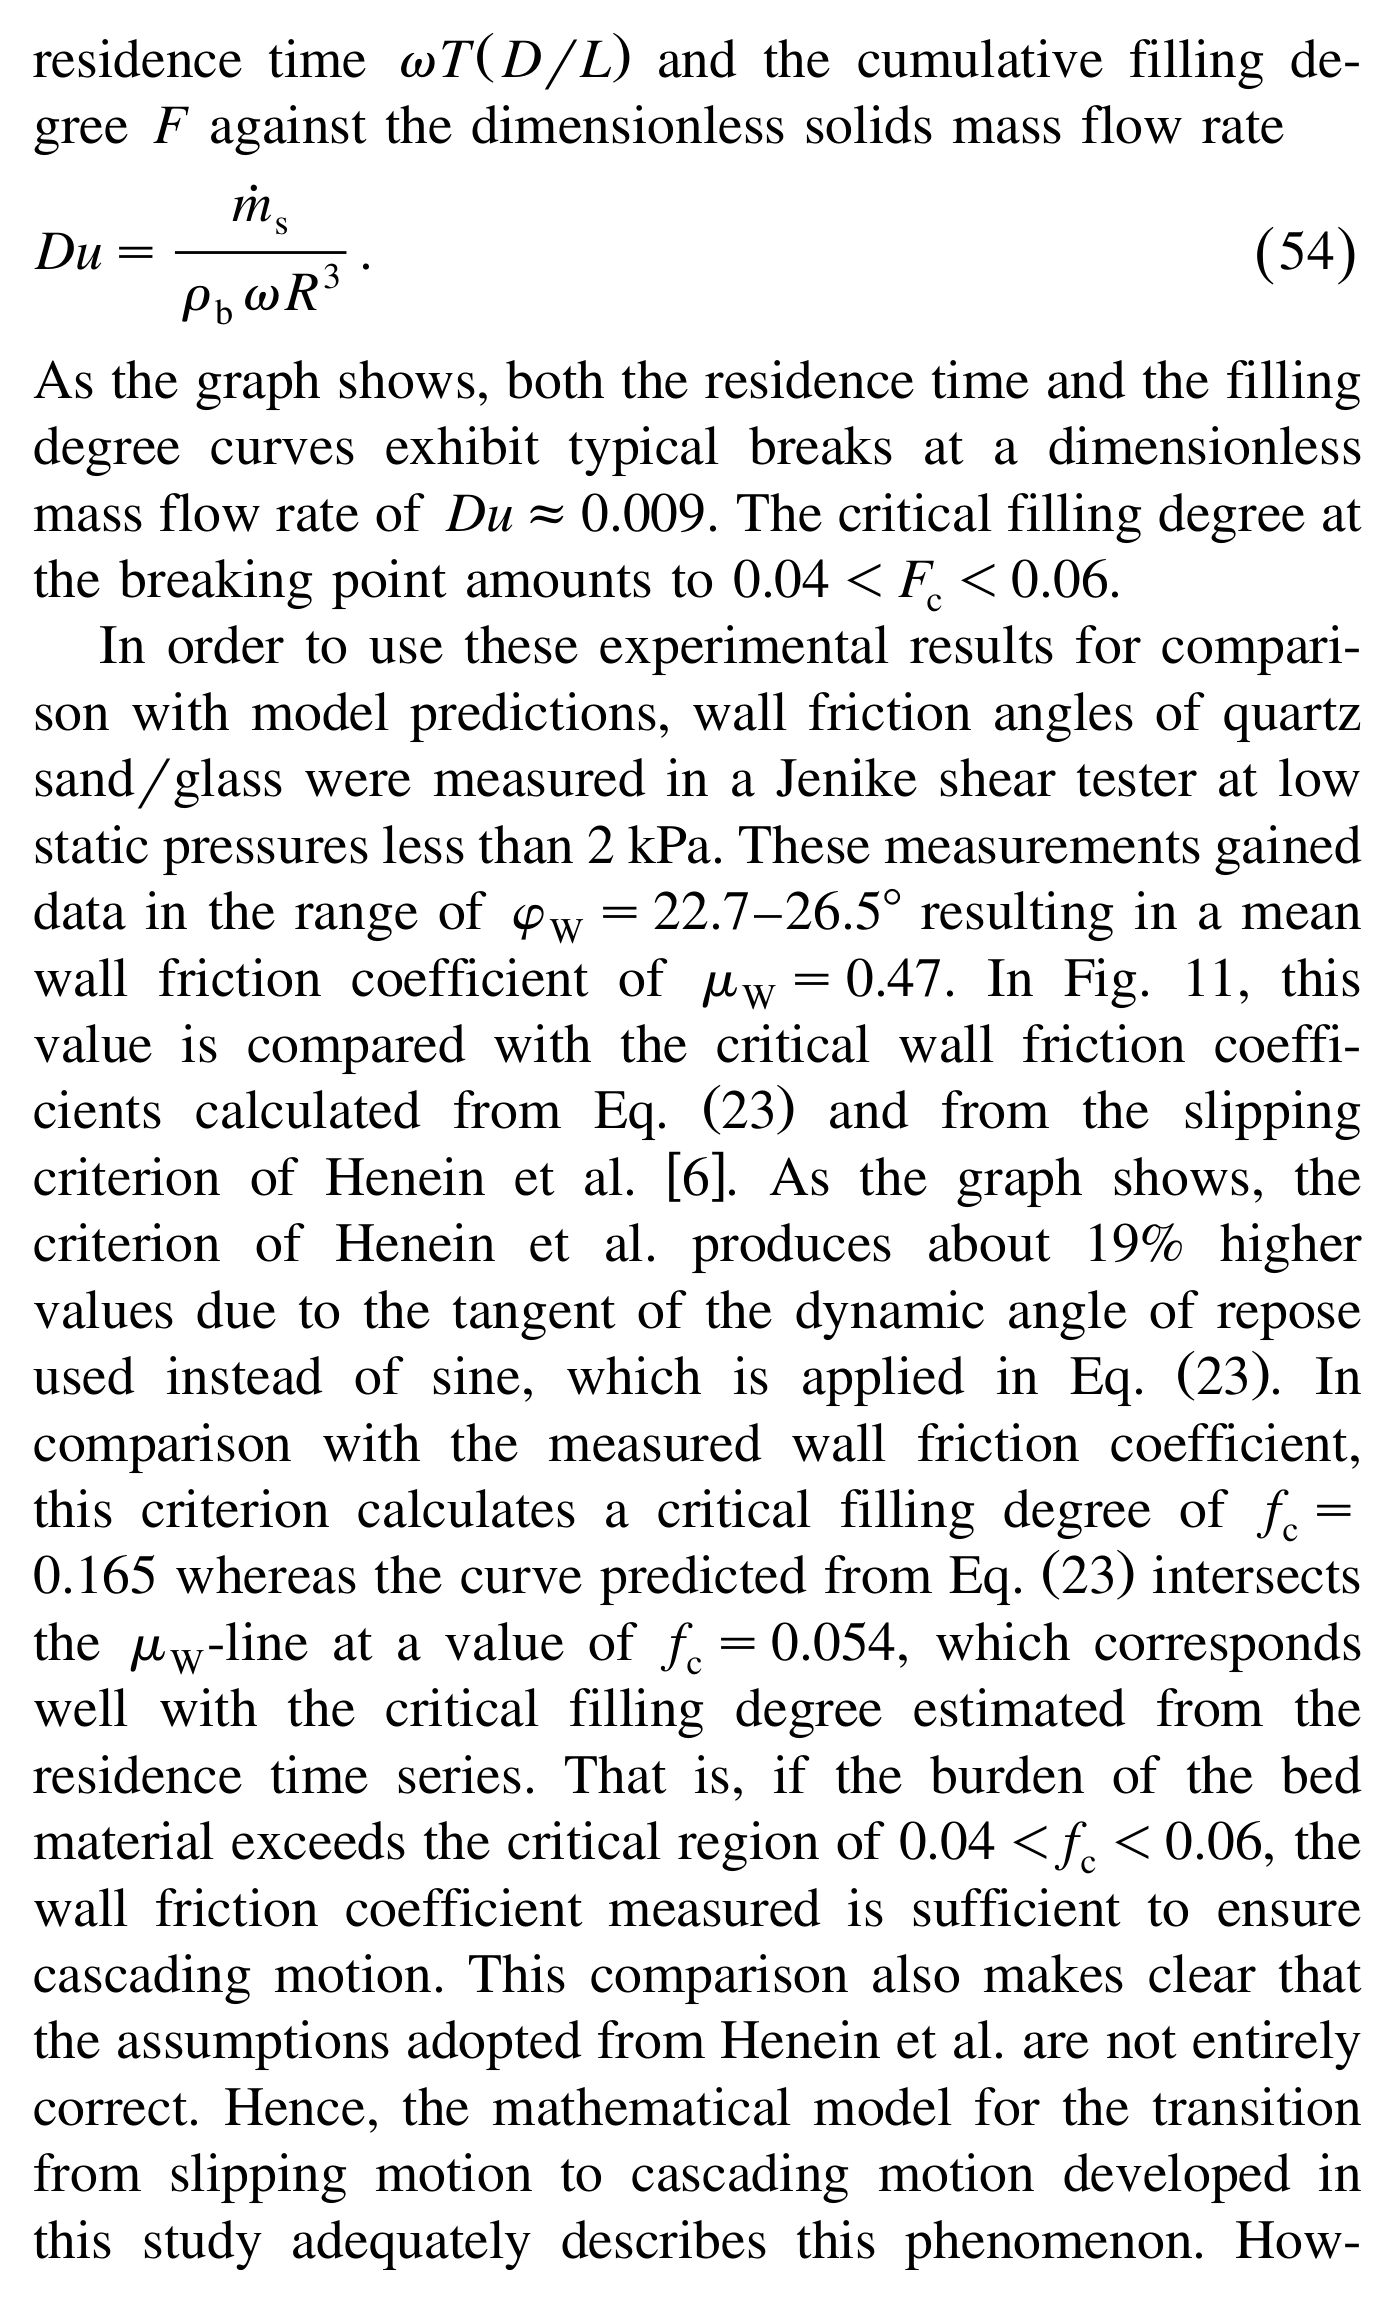 residence time ωT(D/L) and the cumulative filling de-
gree F against the dimensionless solids mass flow rate
Du = ṁs / ρb ωR³ . (54)
As the graph shows, both the residence time and the filling
degree curves exhibit typical breaks at a dimensionless
mass flow rate of Du ≈ 0.009. The critical filling degree at
the breaking point amounts to 0.04 < Fc < 0.06.
In order to use these experimental results for compari-
son with model predictions, wall friction angles of quartz
sand/glass were measured in a Jenike shear tester at low
static pressures less than 2 kPa. These measurements gained
data in the range of φW = 22.7–26.5° resulting in a mean
wall friction coefficient of μW = 0.47. In Fig. 11, this
value is compared with the critical wall friction coeffi-
cients calculated from Eq. (23) and from the slipping
criterion of Henein et al. [6]. As the graph shows, the
criterion of Henein et al. produces about 19% higher
values due to the tangent of the dynamic angle of repose
used instead of sine, which is applied in Eq. (23). In
comparison with the measured wall friction coefficient,
this criterion calculates a critical filling degree of fc =
0.165 whereas the curve predicted from Eq. (23) intersects
the μW-line at a value of fc = 0.054, which corresponds
well with the critical filling degree estimated from the
residence time series. That is, if the burden of the bed
material exceeds the critical region of 0.04 < fc < 0.06, the
wall friction coefficient measured is sufficient to ensure
cascading motion. This comparison also makes clear that
the assumptions adopted from Henein et al. are not entirely
correct. Hence, the mathematical model for the transition
from slipping motion to cascading motion developed in
this study adequately describes this phenomenon. How-